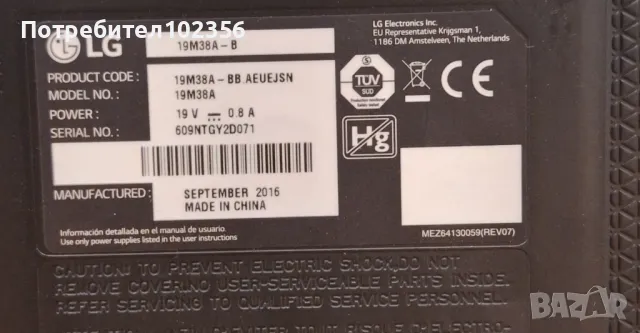 Потребител102356
LG
19M38A-B
LG Electronics Inc.
EU Representative Krijgsman 1,
1186 DM Amstelveen, The Netherlands
PRODUCT CODE : 19M38A-BB.AEUEJSN
MODEL NO. : 19M38A
POWER : 19 V 0.8 A
SERIAL NO. : 609NTGY2D071
TÜV
SUD
CE
Hg
MANUFACTURED : SEPTEMBER 2016
MADE IN CHINA
Información detallada en el manual de usuario.
Use only power supplies listed in the user instructions
MEZ64130059(REV07)
CAUTION: TO PREVENT ELECTRIC SHOCK,DO NOT
REMOVE COVER.NO USER-SERVICEABLE PARTS INSIDE.
REFER SERVICING TO QUALIFIED SERVICE PERSONNEL.
BAZAR